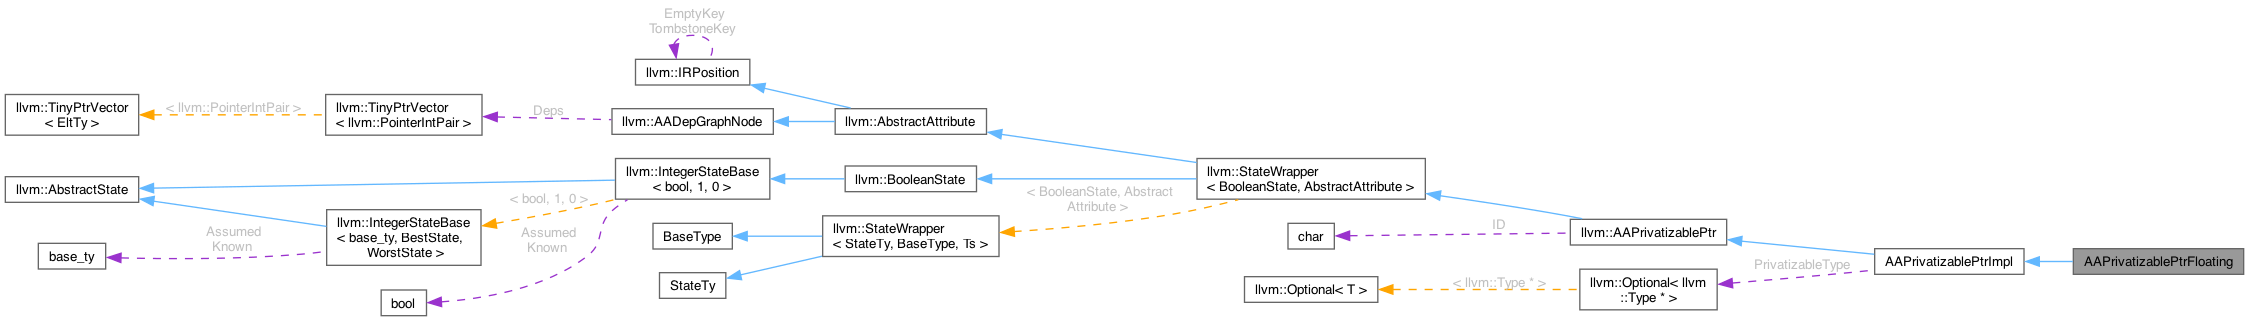 EmptyKey
TombstoneKey
llvm::IRPosition
llvm::TinyPtrVector
< EltTy >
< llvm::PointerIntPair >
llvm::TinyPtrVector
< llvm::PointerIntPair >
Deps
llvm::AADepGraphNode
llvm::AbstractAttribute
llvm::AbstractState
llvm::IntegerStateBase
< bool, 1, 0 >
llvm::BooleanState
llvm::StateWrapper
< BooleanState, AbstractAttribute >
< bool, 1, 0 >
< BooleanState, Abstract
Attribute >
Assumed
Known
llvm::IntegerStateBase
< base_ty, BestState,
WorstState >
Assumed
Known
base_ty
BaseType
llvm::StateWrapper
< StateTy, BaseType, Ts >
char
ID
llvm::AAPrivatizablePtr
StateTy
bool
llvm::Optional< T >
< llvm::Type * >
llvm::Optional< llvm
::Type * >
PrivatizableType
AAPrivatizablePtrImpl
AAPrivatizablePtrFloating